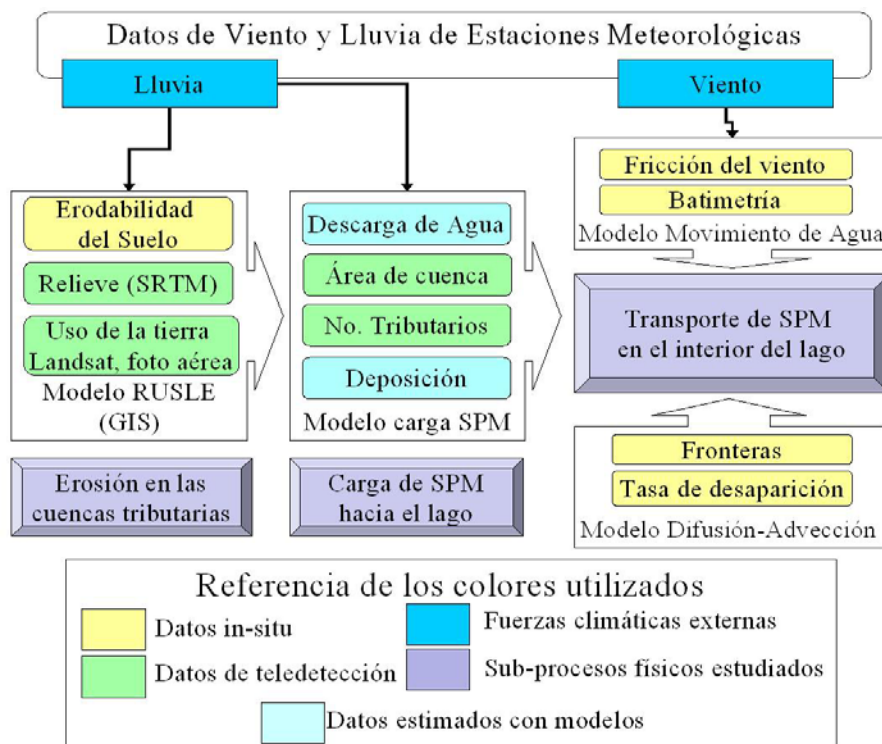 Datos de Viento y Lluvia de Estaciones Meteorológicas
Lluvia
Viento
Erodabilidad
del Suelo
Relieve (SRTM)
Uso de la tierra
Landsat, foto aérea
Modelo RUSLE
(GIS)
Erosión en las
cuencas tributarias
Descarga de Agua
Área de cuenca
No. Tributarios
Deposición
Modelo carga SPM
Carga de SPM
hacia el lago
Fricción del viento
Batimetría
Modelo Movimiento de Agua
Transporte de SPM
en el interior del lago
Fronteras
Tasa de desaparición
Modelo Difusión-Advección
Referencia de los colores utilizados
Datos in-situ
Fuerzas climáticas externas
Datos de teledetección
Sub-procesos físicos estudiados
Datos estimados con modelos